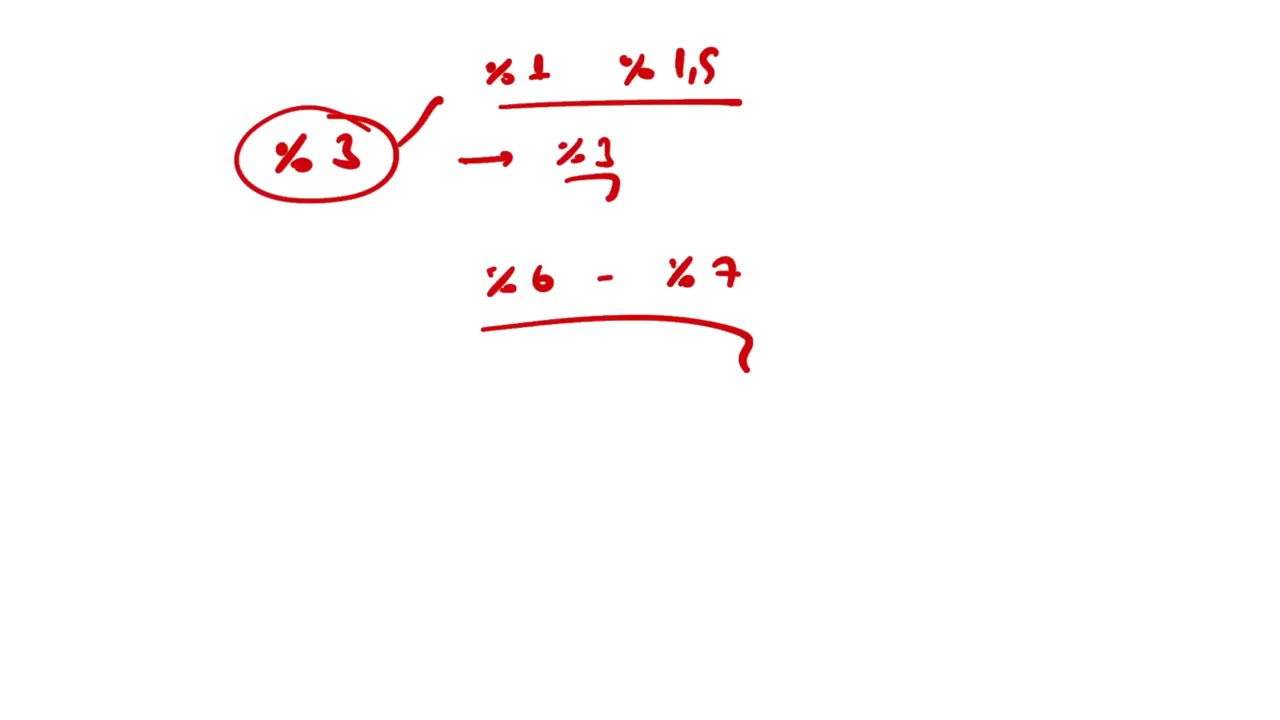 %1 %1,5
%3
→ %3
%6 - %7